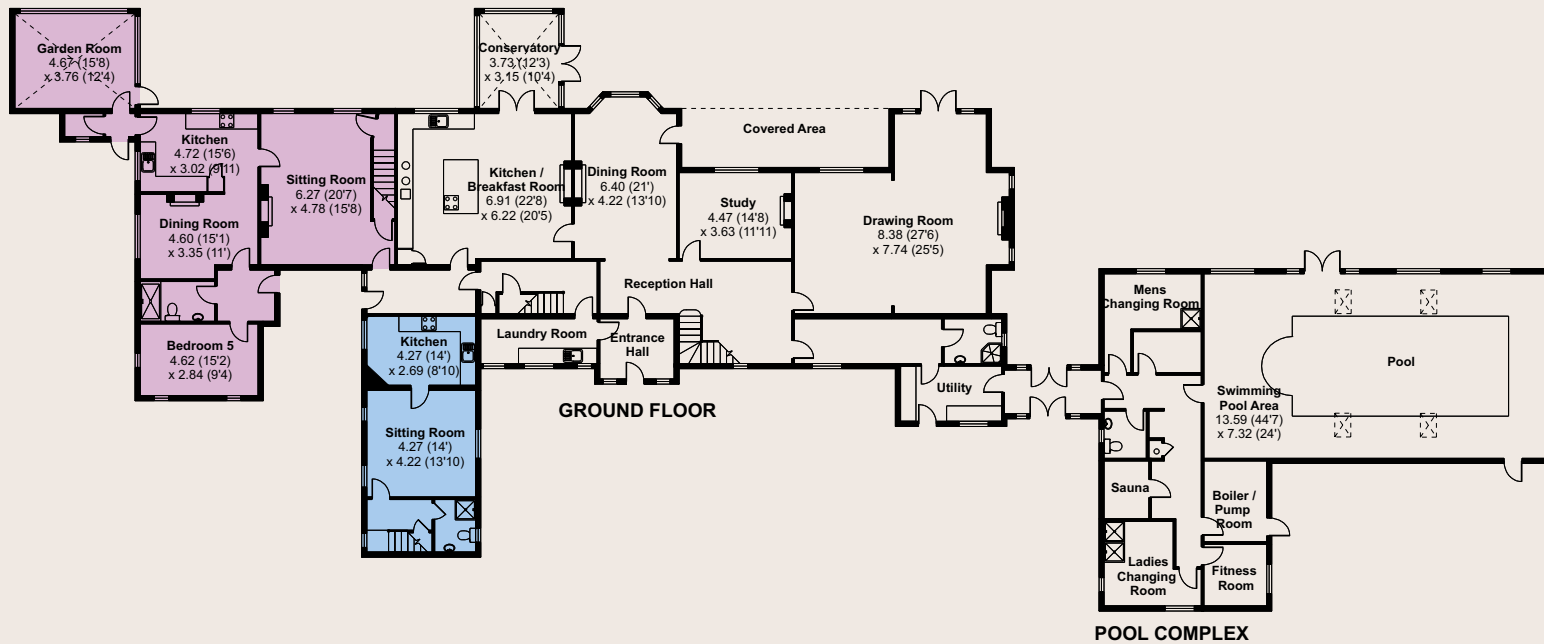 Garden Room
4.67 (15'8)
x 3.76 (12'4)
Conservatory
3.73 (12'3)
x 3.15 (10'4)
Kitchen
4.72 (15'6)
x 3.02 (9'11)
Sitting Room
6.27 (20'7)
x 4.78 (15'8)
Kitchen /
Breakfast Room
6.91 (22'8)
x 6.22 (20'5)
Dining Room
6.40 (21')
x 4.22 (13'10)
Covered Area
Study
4.47 (14'8)
x 3.63 (11'11)
Drawing Room
8.38 (27'6)
x 7.74 (25'5)
Dining Room
4.60 (15'1)
x 3.35 (11')
Reception Hall
Bedroom 5
4.62 (15'2)
x 2.84 (9'4)
Kitchen
4.27 (14')
x 2.69 (8'10)
Laundry Room
Entrance
Hall
Utility
GROUND FLOOR
Sitting Room
4.27 (14')
x 4.22 (13'10)
Mens
Changing Room
Pool
Swimming
Pool Area
13.59 (44'7)
x 7.32 (24')
Sauna
Boiler /
Pump
Room
Ladies
Changing
Room
Fitness
Room
POOL COMPLEX